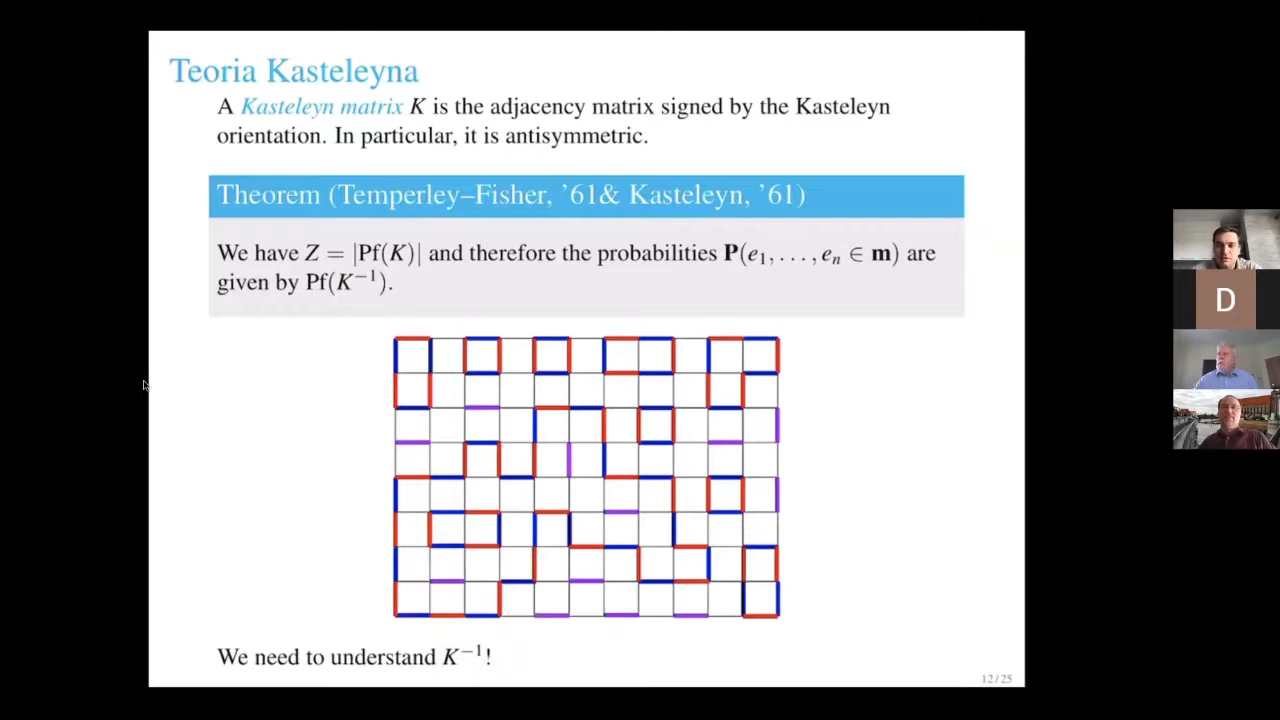 Teoria Kasteleyna
A Kasteleyn matrix K is the adjacency matrix signed by the Kasteleyn
orientation. In particular, it is antisymmetric.
Theorem (Temperley–Fisher, ’61& Kasteleyn, ’61)
We have Z = |Pf(K)| and therefore the probabilities P(e₁, . . . , eₙ ∈ m) are
given by Pf(K⁻¹).
We need to understand K⁻¹!
12 / 25
D